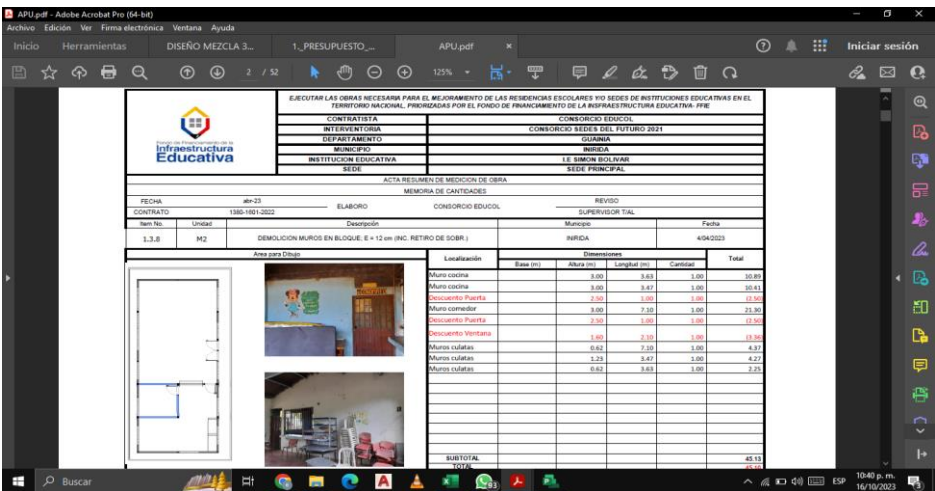 APU.pdf - Adobe Acrobat Pro (64-bit)
Archivo Edición Ver Firma electrónica Ventana Ayuda
Inicio Herramientas DISEÑO MEZCLA 3... 1._PRESUPUESTO_... APU.pdf × Iniciar sesión
2 / 52 125%
EJECUTAR LAS OBRAS NECESARIA PARA EL MEJORAMIENTO DE LAS RESIDENCIAS ESCOLARES Y/O SEDES DE INSTITUCIONES EDUCATIVAS EN EL
TERRITORIO NACIONAL, PRIORIZADAS POR EL FONDO DE FINANCIAMIENTO DE LA INSFRAESTRUCTURA EDUCATIVA- FFIE
Fondo de Financiamiento de la
Infraestructura
Educativa
CONTRATISTA CONSORCIO EDUCOL
INTERVENTORIA CONSORCIO SEDES DEL FUTURO 2021
DEPARTAMENTO GUAINIA
MUNICIPIO INIRIDA
INSTITUCION EDUCATIVA I.E SIMON BOLIVAR
SEDE SEDE PRINCIPAL
ACTA RESUMEN DE MEDICION DE OBRA
MEMORIA DE CANTIDADES
FECHA abr-23 ELABORO CONSORCIO EDUCOL REVISO
CONTRATO 1380-1601-2022 SUPERVISOR T/AL
Item No. Unidad Descripción Municipio Fecha
1.3.8 M2 DEMOLICION MUROS EN BLOQUE; E = 12 cm (INC. RETIRO DE SOBR.) INIRIDA 4/04/2023
Area para Dibujo Localización Dimensiones Total
Base (m) Altura (m) Longitud (m) Cantidad
Muro cocina 3.00 3.63 1.00 10.89
Muro cocina 3.00 3.47 1.00 10.41
Descuento Puerta 2.50 1.00 1.00 (2.50)
Muro comedor 3.00 7.10 1.00 21.30
Descuento Puerta 2.50 1.00 1.00 (2.50)
Descuento Ventana 1.60 2.10 1.00 (3.36)
Muros culatas 0.62 7.10 1.00 4.37
Muros culatas 1.23 3.47 1.00 4.27
Muros culatas 0.62 3.63 1.00 2.25
SUBTOTAL 45.13
TOTAL
Buscar
93
ESP
10:40 p. m.
16/10/2023